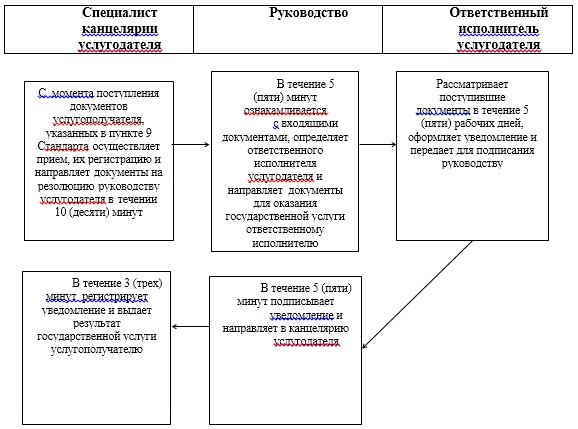 Специалист
канцелярии
услугодателя
Руководство
Ответственный
исполнитель
услугодателя
С момента поступления
документов
услугополучателя,
указанных в пункте 9
Стандарта осуществляет
прием, их регистрацию и
направляет документы на
резолюцию руководству
услугодателя в течении
10 (десяти) минут
В течение 5
(пяти) минут
ознакамливается
с входящими
документами, определяет
ответственного
исполнителя
услугодателя и
направляет документы
для оказания
государственной услуги
ответственному
исполнителю
Рассматривает
поступившие
документы в течение 5
(пяти) рабочих дней,
оформляет уведомление и
передает для подписания
руководству
В течение 3 (трех)
минут регистрирует
уведомление и выдает
результат
государственной услуги
услугополучателю
В течение 5 (пяти)
минут подписывает
уведомление и
направляет в канцелярию
услугодателя